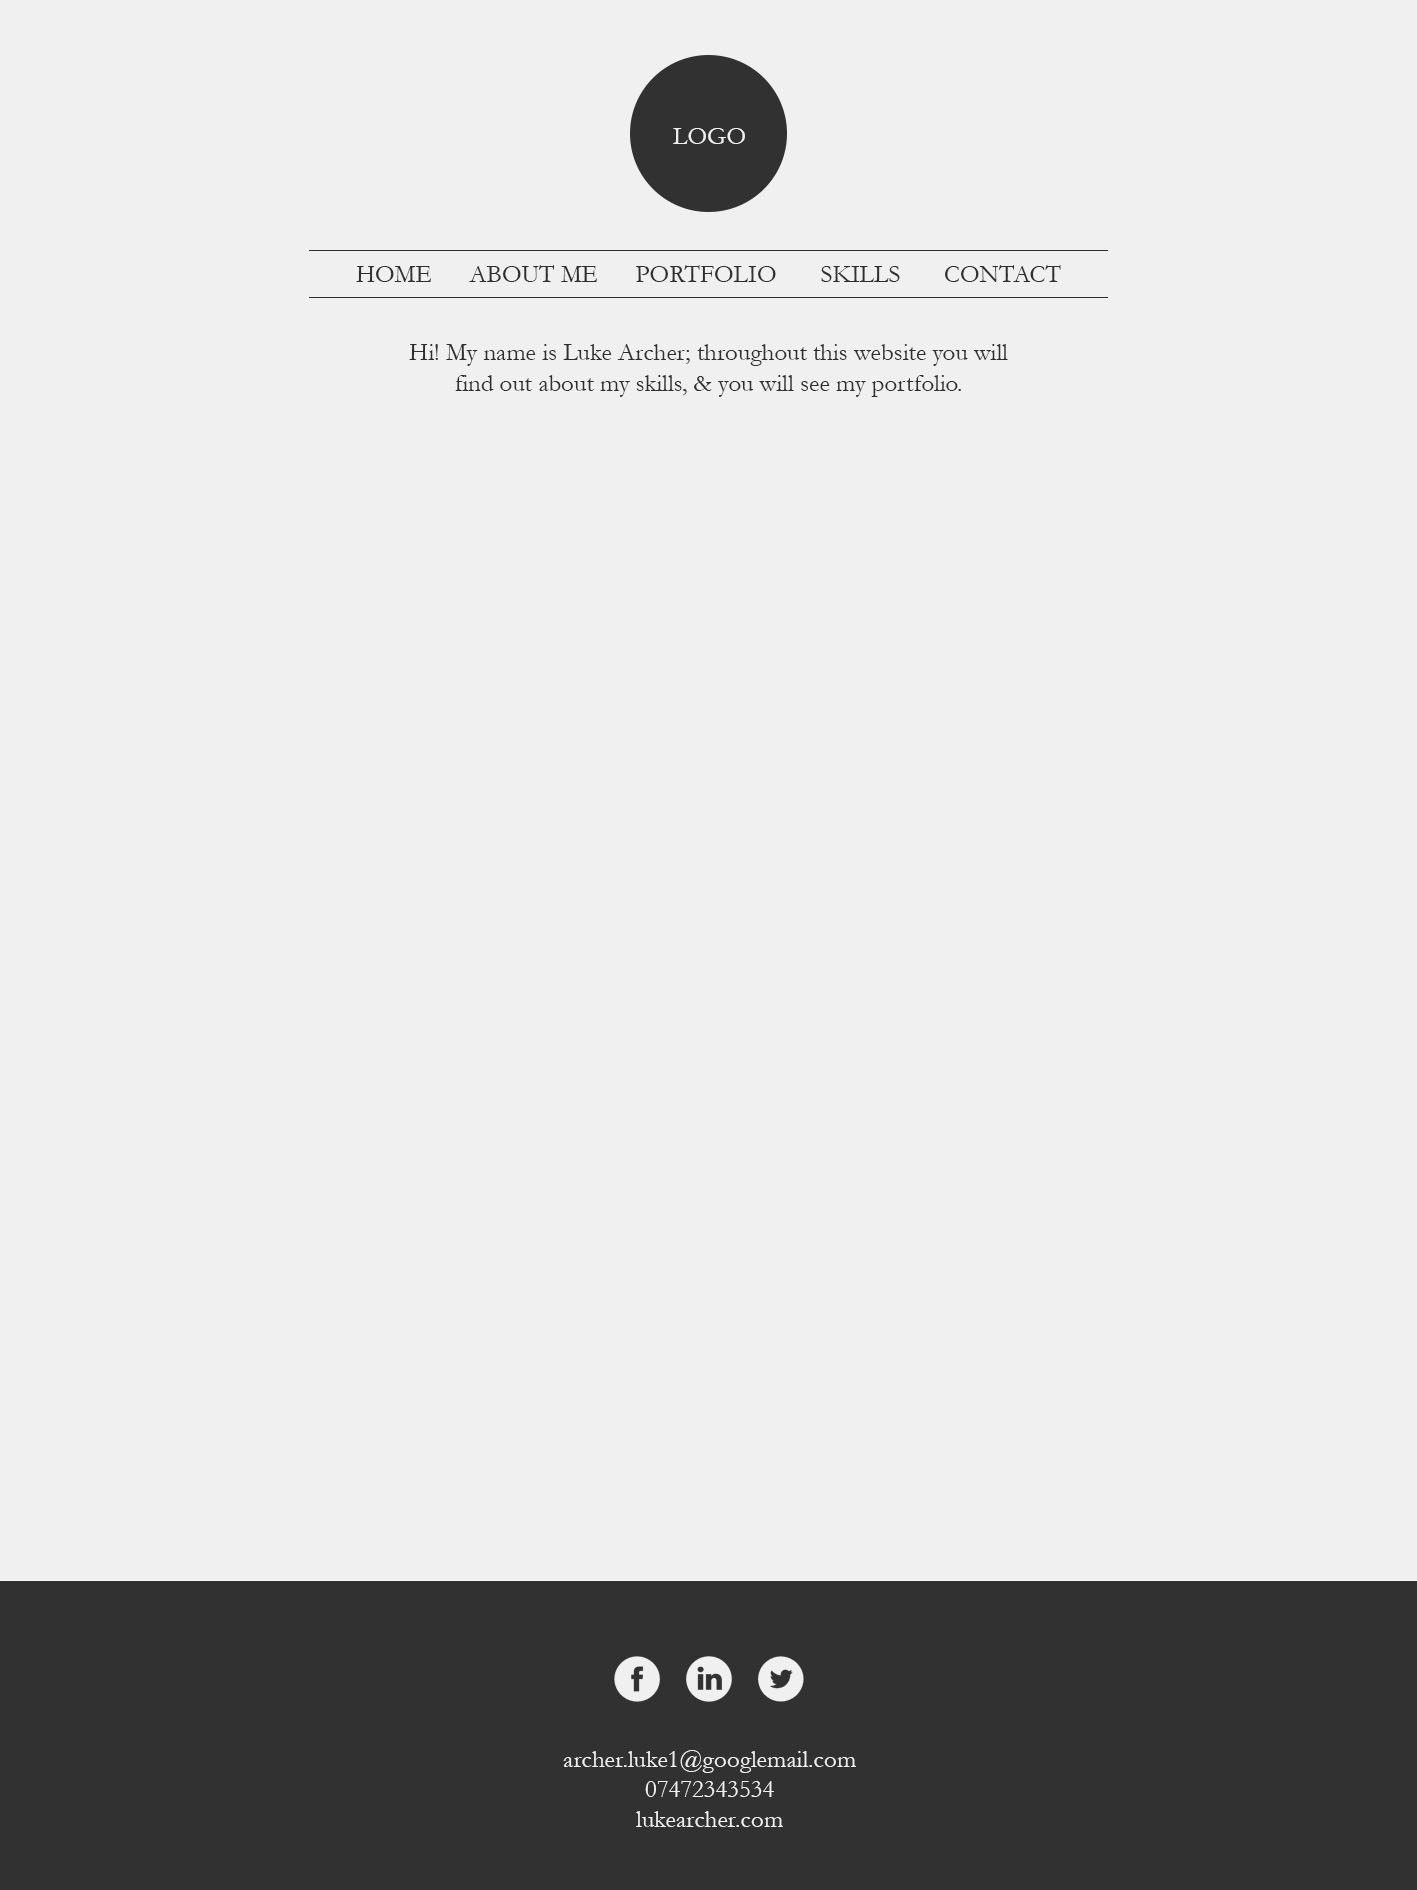 LOGO
HOME ABOUT ME PORTFOLIO SKILLS CONTACT
Hi! My name is Luke Archer; throughout this website you will
find out about my skills, & you will see my portfolio.
f in
archer.luke1@googlemail.com
07472343534
lukearcher.com